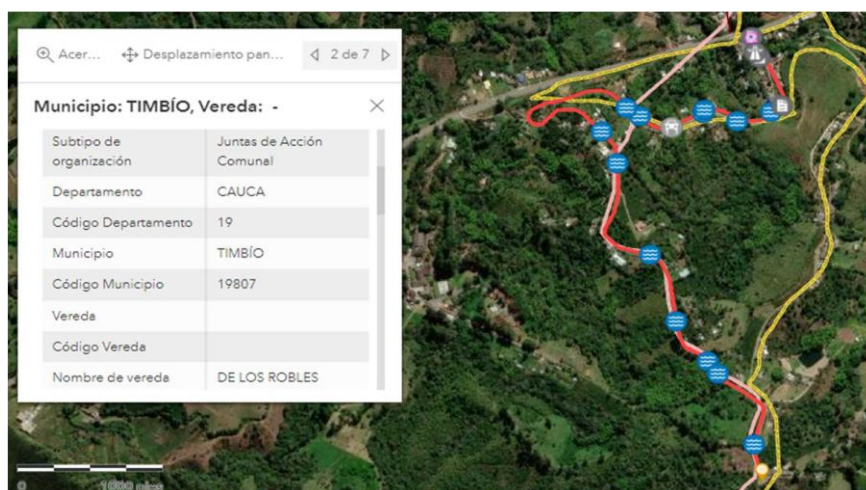 Acer... Desplazamiento pan... 2 de 7
Municipio: TIMBÍO, Vereda: -
Subtipo de organización Juntas de Acción Comunal
Departamento CAUCA
Código Departamento 19
Municipio TIMBÍO
Código Municipio 19807
Vereda
Código Vereda
Nombre de vereda DE LOS ROBLES
0